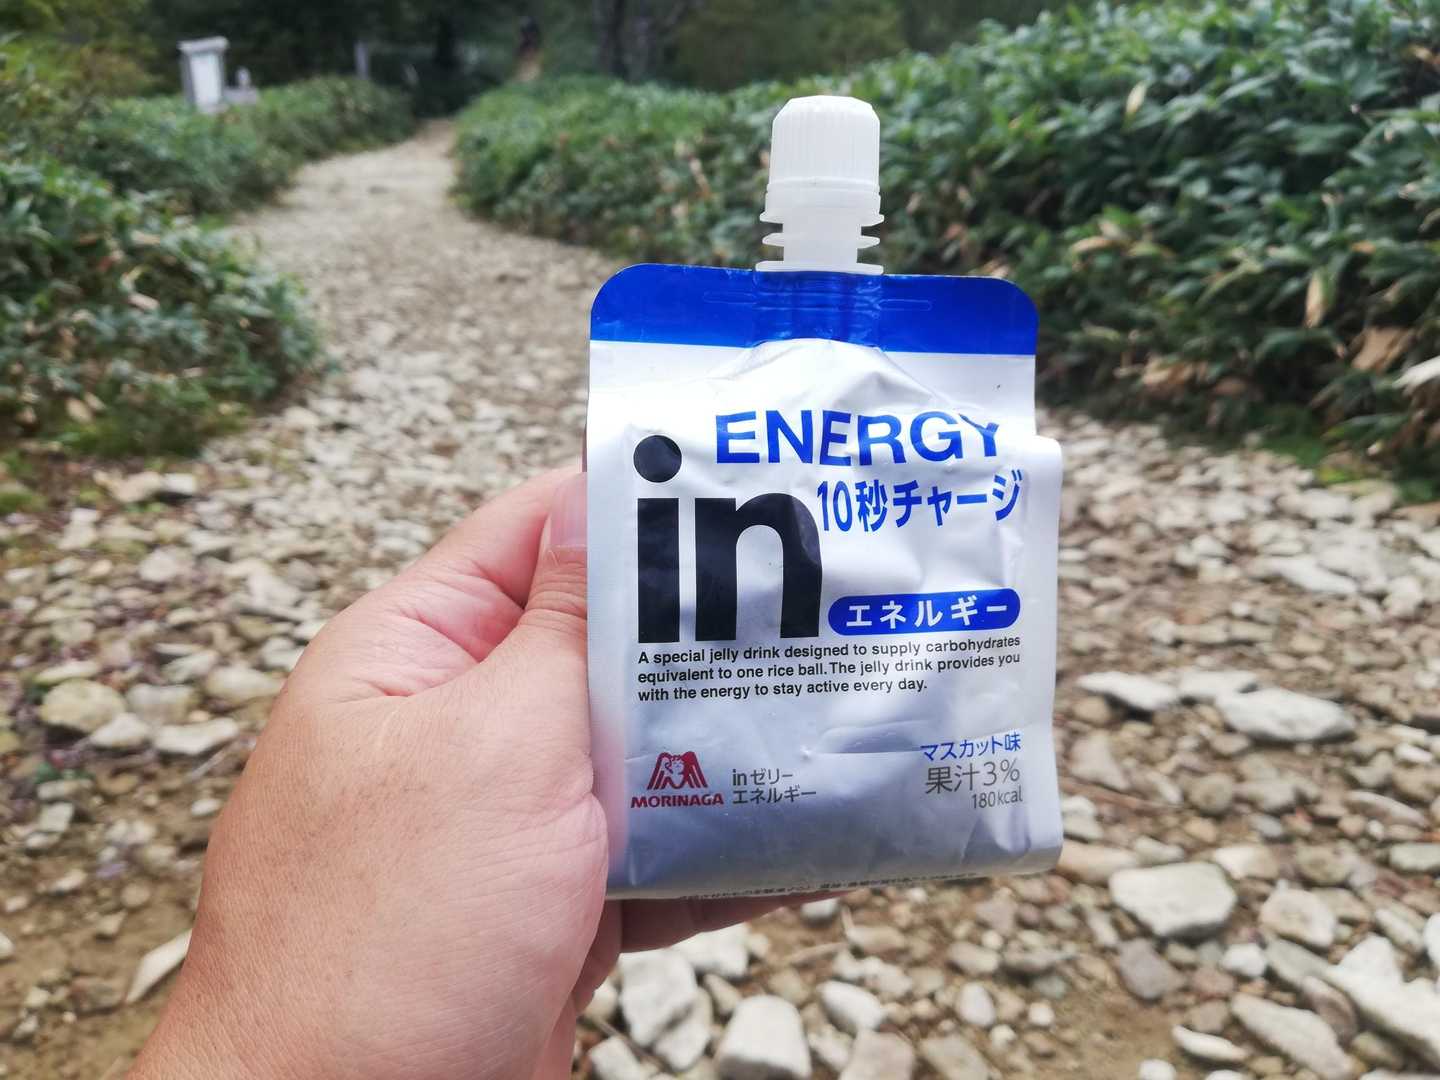 ENERGY
in
10秒チャージ
エネルギー
A special jelly drink designed to supply carbohydrates
equivalent to one rice ball. The jelly drink provides you
with the energy to stay active every day.
マスカット味
果汁3%
180kcal
MORINAGA
inゼリー
エネルギー